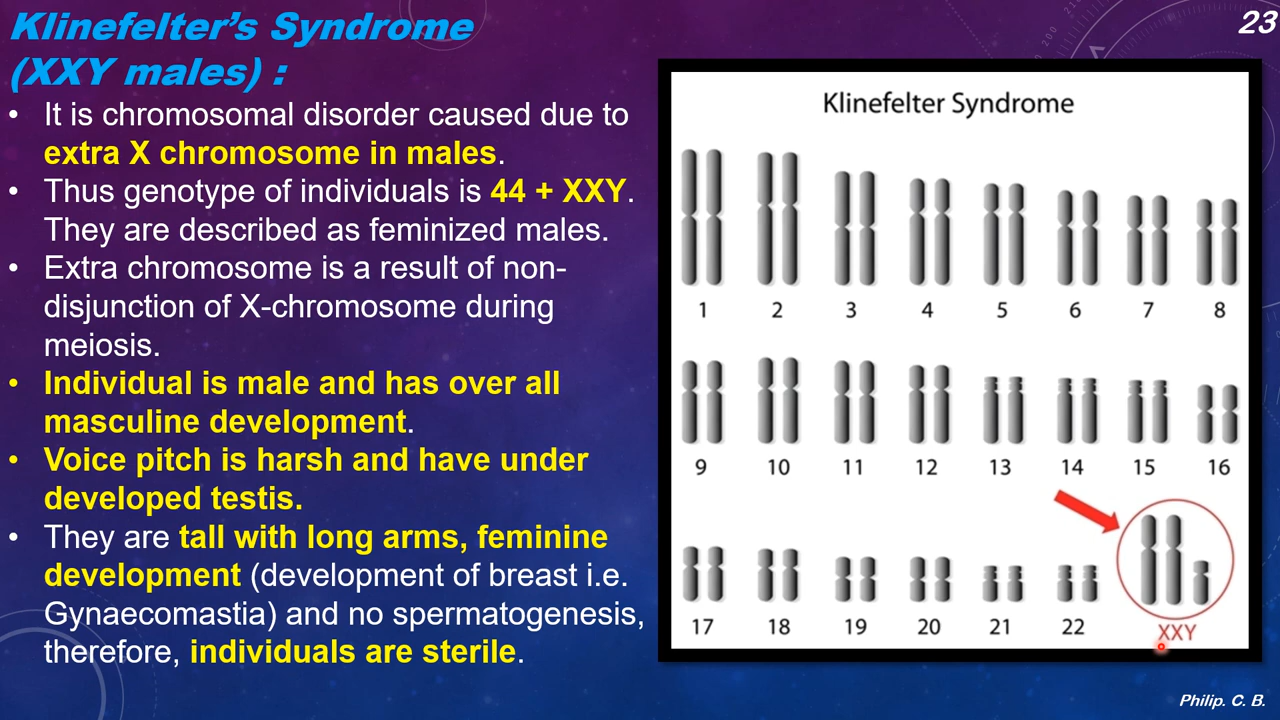 Klinefelter's Syndrome
(XXY males) :
23
• It is chromosomal disorder caused due to
extra X chromosome in males.
• Thus genotype of individuals is 44 + XXY.
They are described as feminized males.
• Extra chromosome is a result of non-
disjunction of X-chromosome during
meiosis.
• Individual is male and has over all
masculine development.
• Voice pitch is harsh and have under
developed testis.
• They are tall with long arms, feminine
development (development of breast i.e.
Gynaecomastia) and no spermatogenesis,
therefore, individuals are sterile.
Klinefelter Syndrome
1 2 3 4 5 6 7 8
9 10 11 12 13 14 15 16
17 18 19 20 21 22 XXY
Philip. C. B.